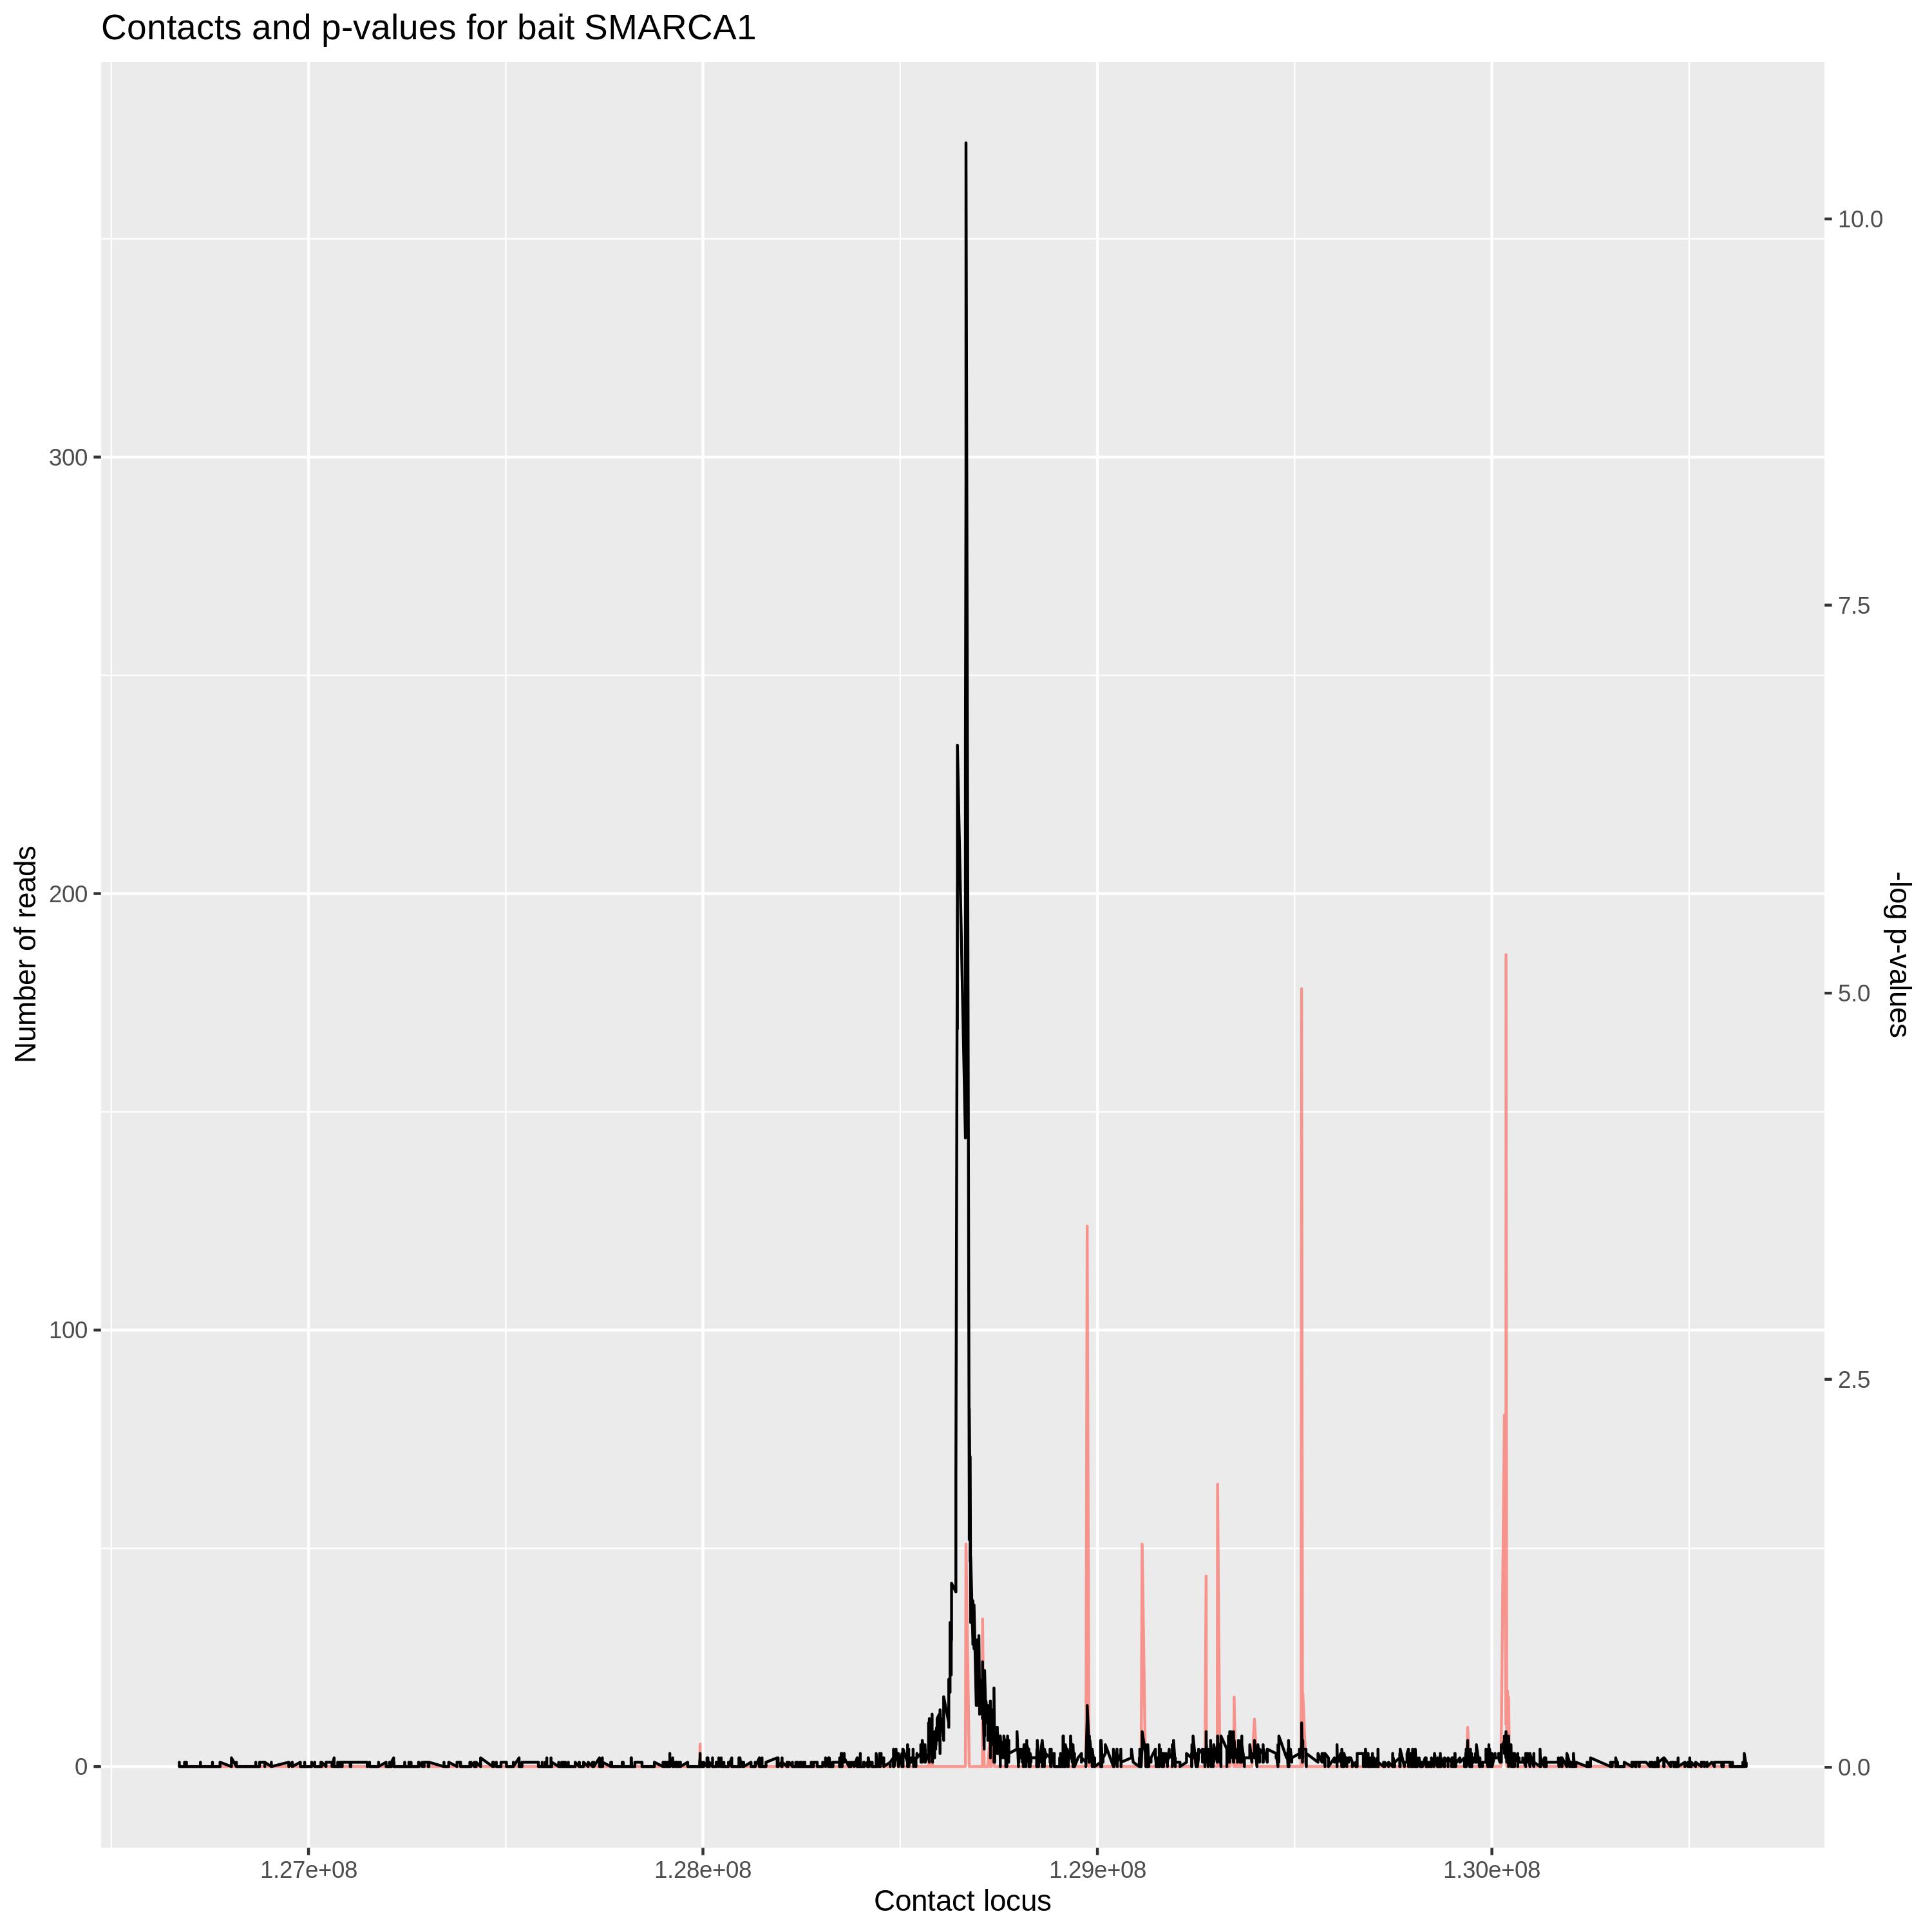 Contacts and p-values for bait SMARCA1
Number of reads
300
200
100
0
10.0
7.5
5.0
2.5
0.0
-log p-values
1.27e+08
1.28e+08
1.29e+08
1.30e+08
Contact locus